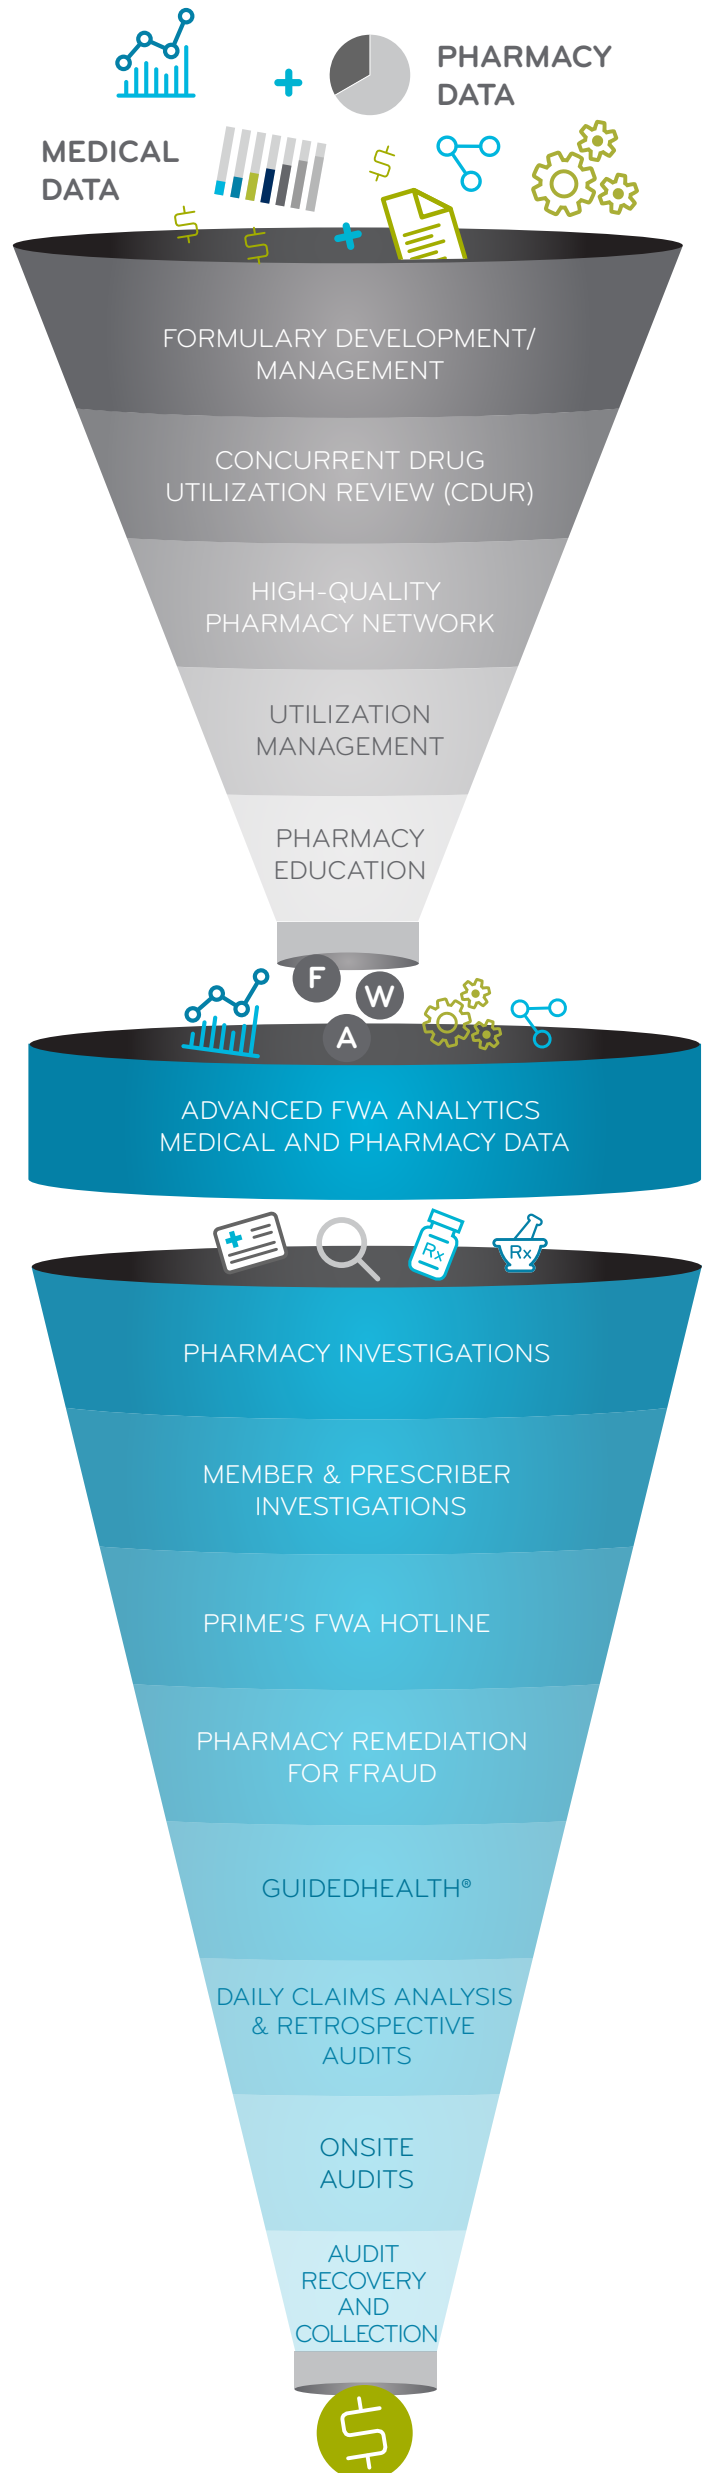 PHARMACY
DATA
MEDICAL
DATA
FORMULARY DEVELOPMENT/
MANAGEMENT
CONCURRENT DRUG
UTILIZATION REVIEW (CDUR)
HIGH-QUALITY
PHARMACY NETWORK
UTILIZATION
MANAGEMENT
PHARMACY
EDUCATION
F
W
A
ADVANCED FWA ANALYTICS
MEDICAL AND PHARMACY DATA
Rx
Rx
PHARMACY INVESTIGATIONS
MEMBER & PRESCRIBER
INVESTIGATIONS
PRIME'S FWA HOTLINE
PHARMACY REMEDIATION
FOR FRAUD
GUIDEDHEALTH®
DAILY CLAIMS ANALYSIS
& RETROSPECTIVE
AUDITS
ONSITE
AUDITS
AUDIT
RECOVERY
AND
COLLECTION
$